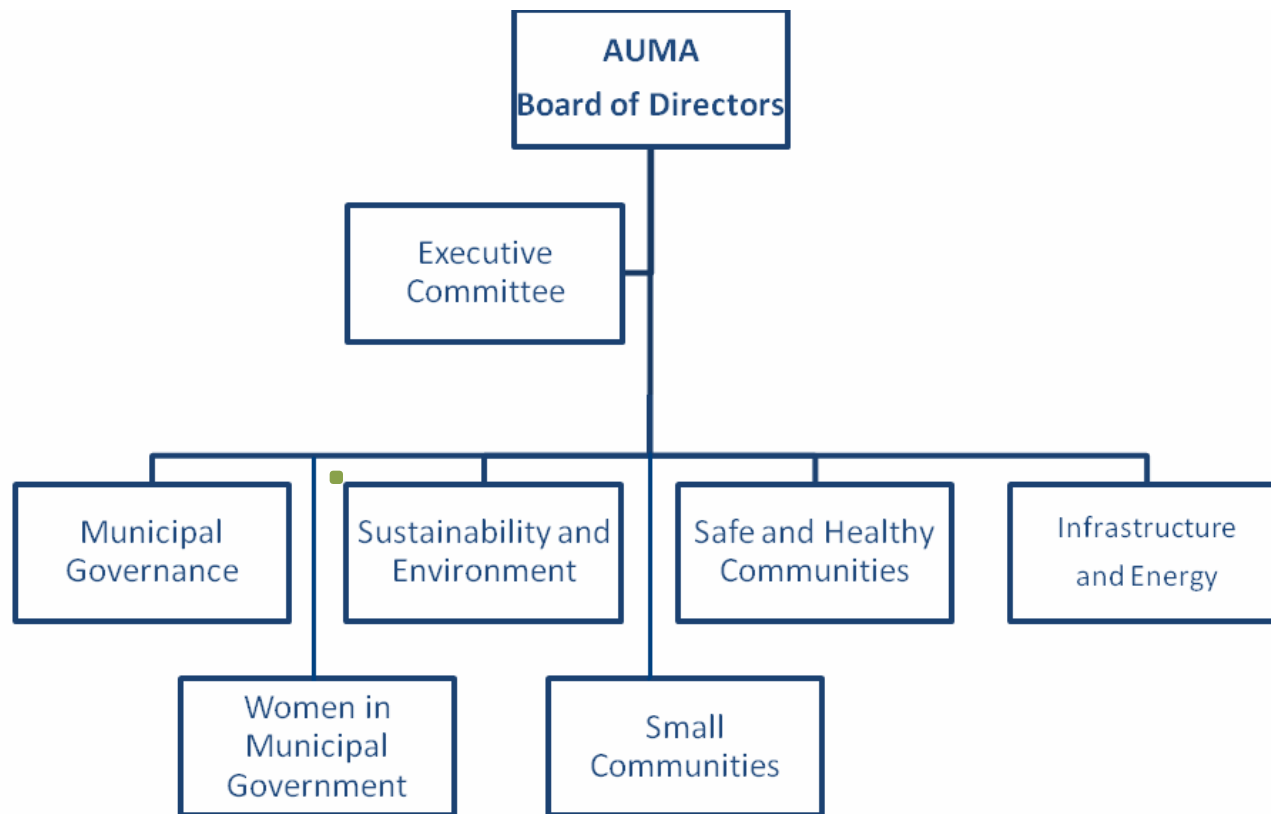 AUMA
Board of Directors
Executive
Committee
Municipal
Governance
Sustainability and
Environment
Safe and Healthy
Communities
Infrastructure
and Energy
Women in
Municipal
Government
Small
Communities